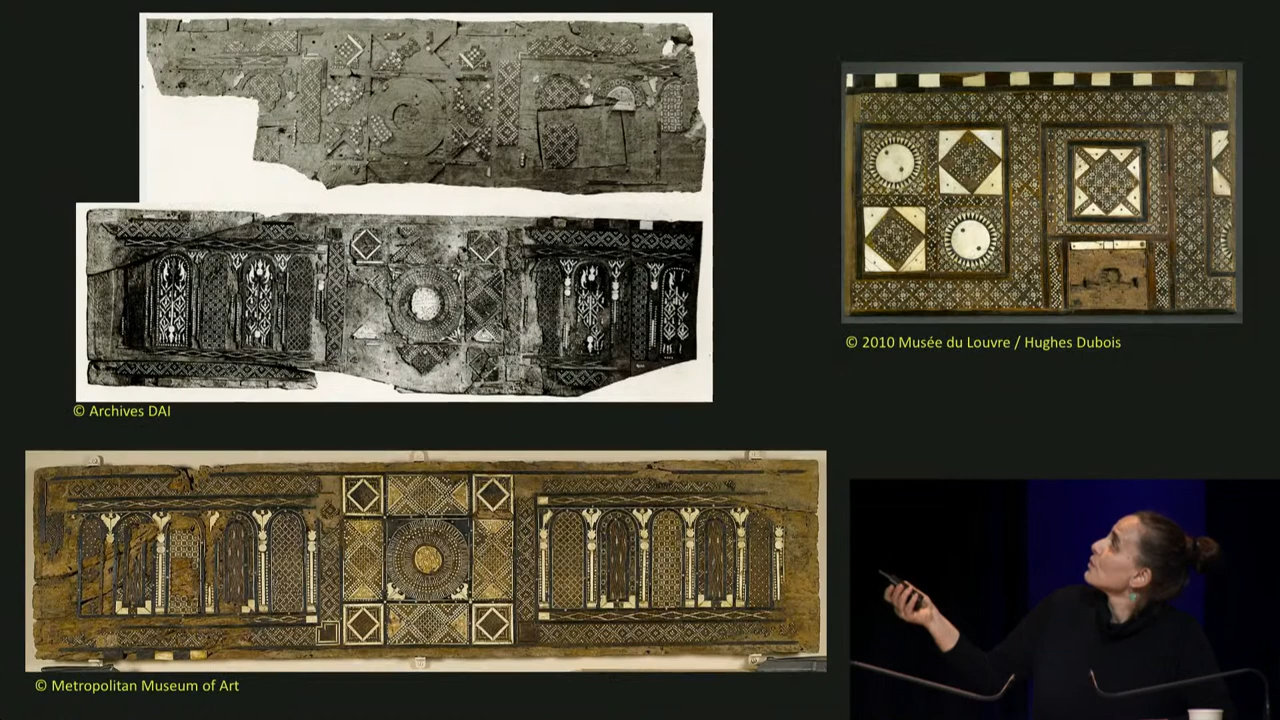 © 2010 Musée du Louvre / Hughes Dubois
© Archives DAI
© Metropolitan Museum of Art